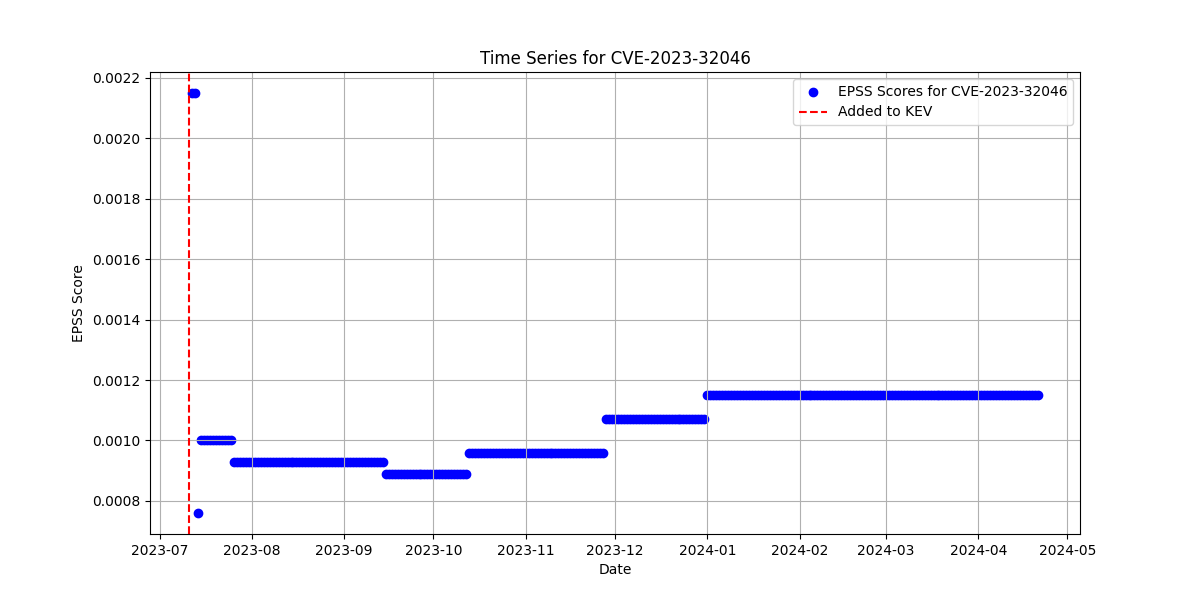 Time Series for CVE-2023-32046
EPSS Scores for CVE-2023-32046
Added to KEV
EPSS Score
0.0022
0.0020
0.0018
0.0016
0.0014
0.0012
0.0010
0.0008
2023-07 2023-08 2023-09 2023-10 2023-11 2023-12 2024-01 2024-02 2024-03 2024-04 2024-05
Date